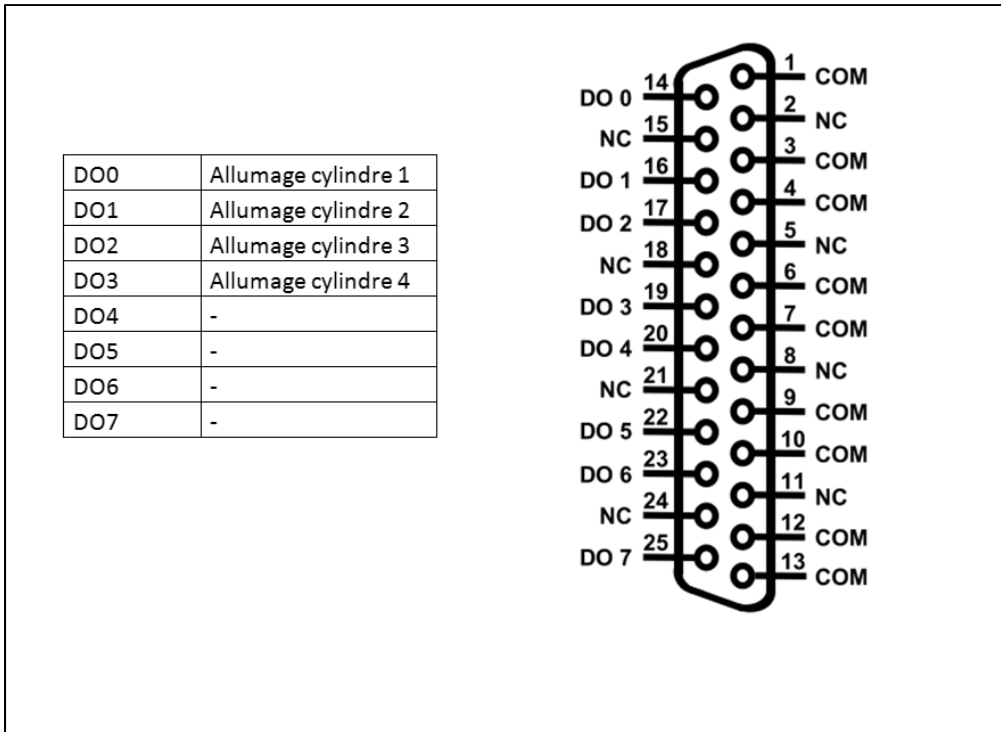 DO0 Allumage cylindre 1
DO1 Allumage cylindre 2
DO2 Allumage cylindre 3
DO3 Allumage cylindre 4
DO4 -
DO5 -
DO6 -
DO7 -
DO 0 14
NC 15
DO 1 16
DO 2 17
NC 18
DO 3 19
DO 4 20
NC 21
DO 5 22
DO 6 23
NC 24
DO 7 25
1 COM
2 NC
3 COM
4 COM
5 NC
6 COM
7 COM
8 NC
9 COM
10 COM
11 NC
12 COM
13 COM